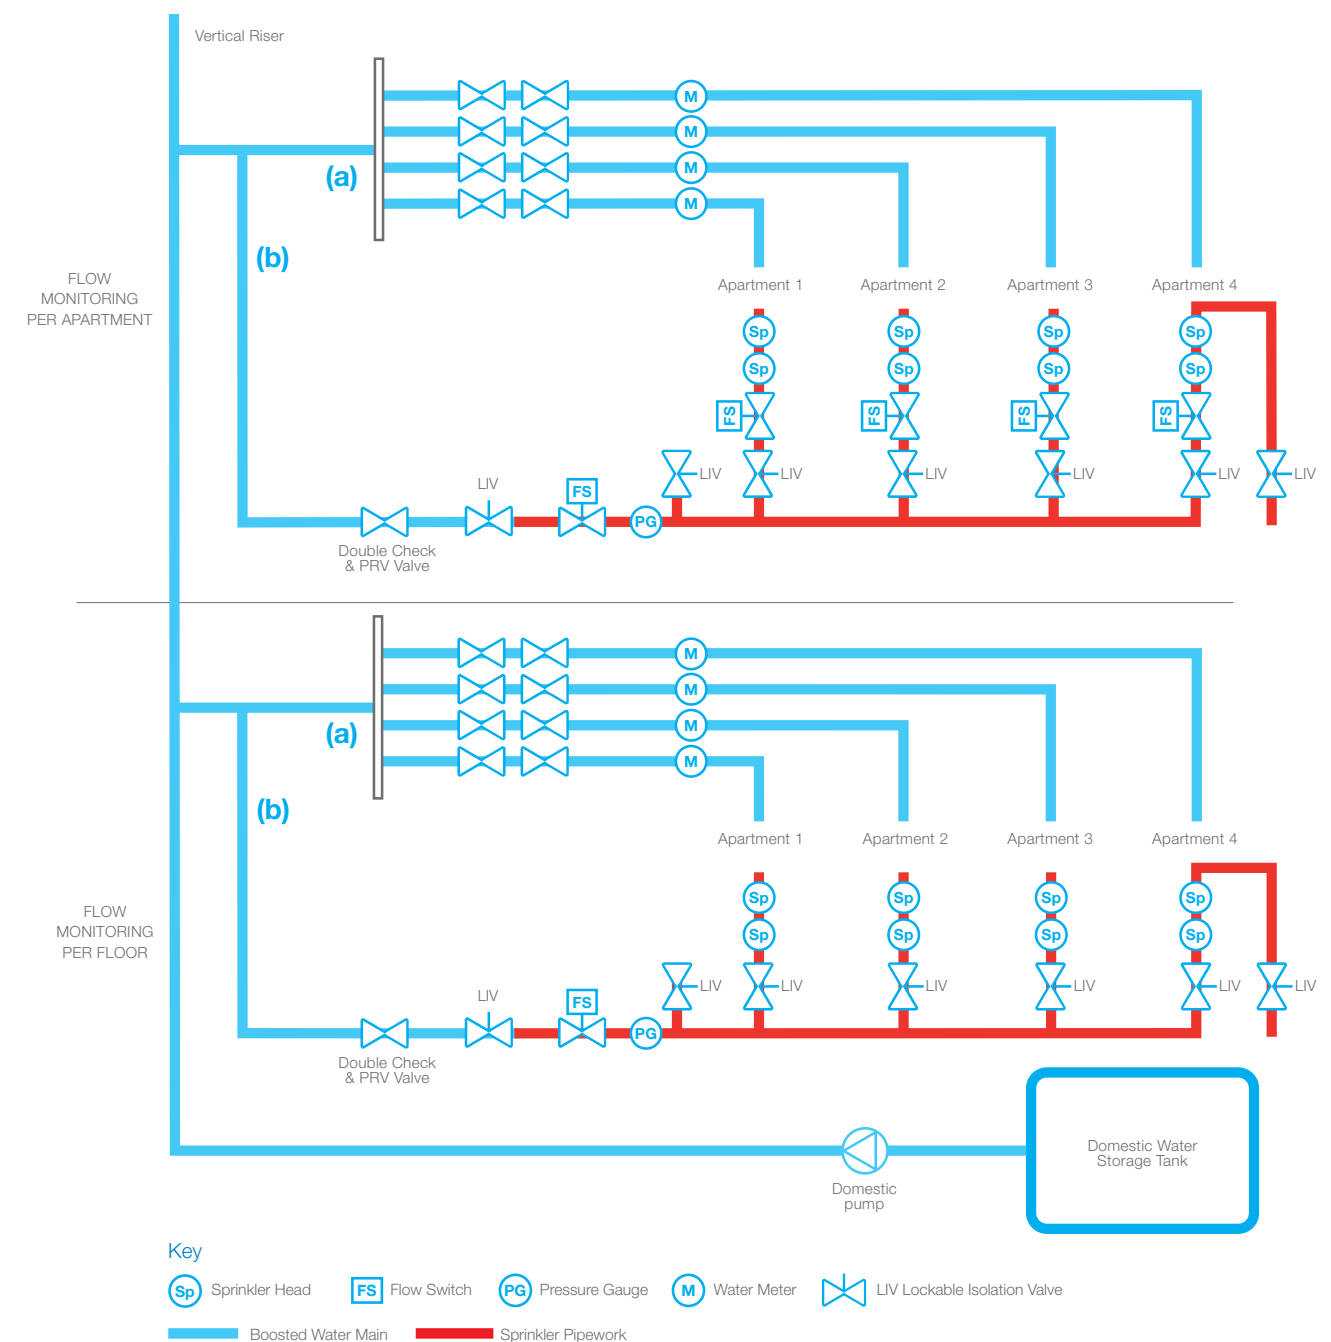 Vertical Riser
M
M
(a)
M
M
(b)
FLOW
MONITORING
PER APARTMENT
Apartment 1
Apartment 2
Apartment 3
Apartment 4
Sp
Sp
Sp
Sp
Sp
Sp
Sp
Sp
FS
FS
FS
FS
LIV
LIV
LIV
LIV
LIV
LIV
LIV
FS
PG
Double Check
& PRV Valve
M
M
(a)
M
M
(b)
Apartment 1
Apartment 2
Apartment 3
Apartment 4
FLOW
MONITORING
PER FLOOR
Sp
Sp
Sp
Sp
Sp
Sp
Sp
Sp
LIV
LIV
LIV
LIV
LIV
LIV
LIV
FS
PG
Double Check
& PRV Valve
Domestic Water
Storage Tank
Domestic
pump
Key
Sp Sprinkler Head
FS Flow Switch
PG Pressure Gauge
M Water Meter
LIV Lockable Isolation Valve
Boosted Water Main
Sprinkler Pipework